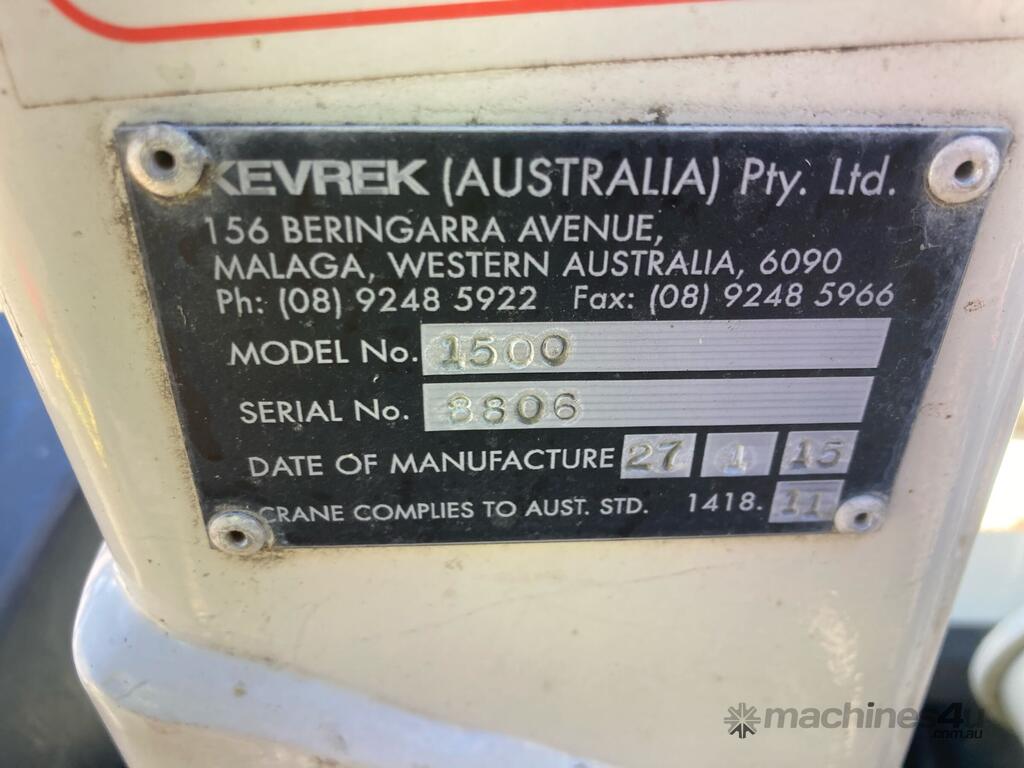 KEVREK (AUSTRALIA) Pty. Ltd.
156 BERINGARRA AVENUE,
MALAGA, WESTERN AUSTRALIA, 6090
Ph: (08) 9248 5922 Fax: (08) 9248 5966
MODEL No. 1500
SERIAL No. 8806
DATE OF MANUFACTURE 27 1 15
CRANE COMPLIES TO AUST. STD. 1418. 11
machines4u
.com.au